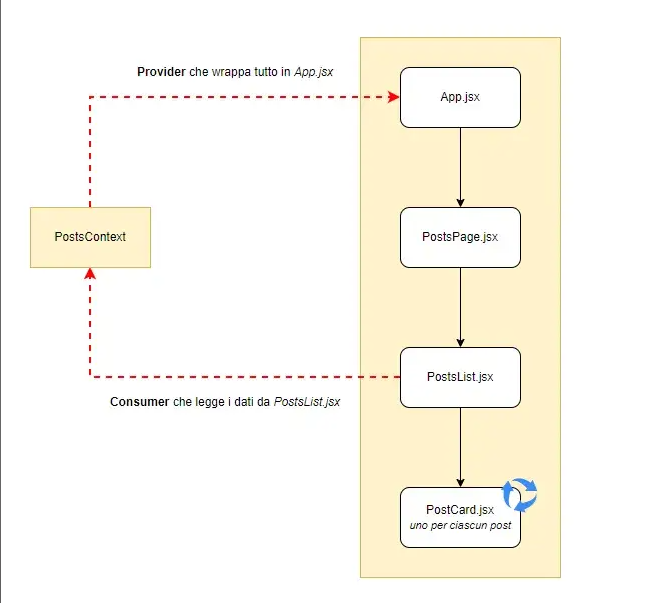 Provider che wrappa tutto in App.jsx
App.jsx
PostsContext
PostsPage.jsx
PostsList.jsx
Consumer che legge i dati da PostsList.jsx
PostCard.jsx
uno per ciascun post